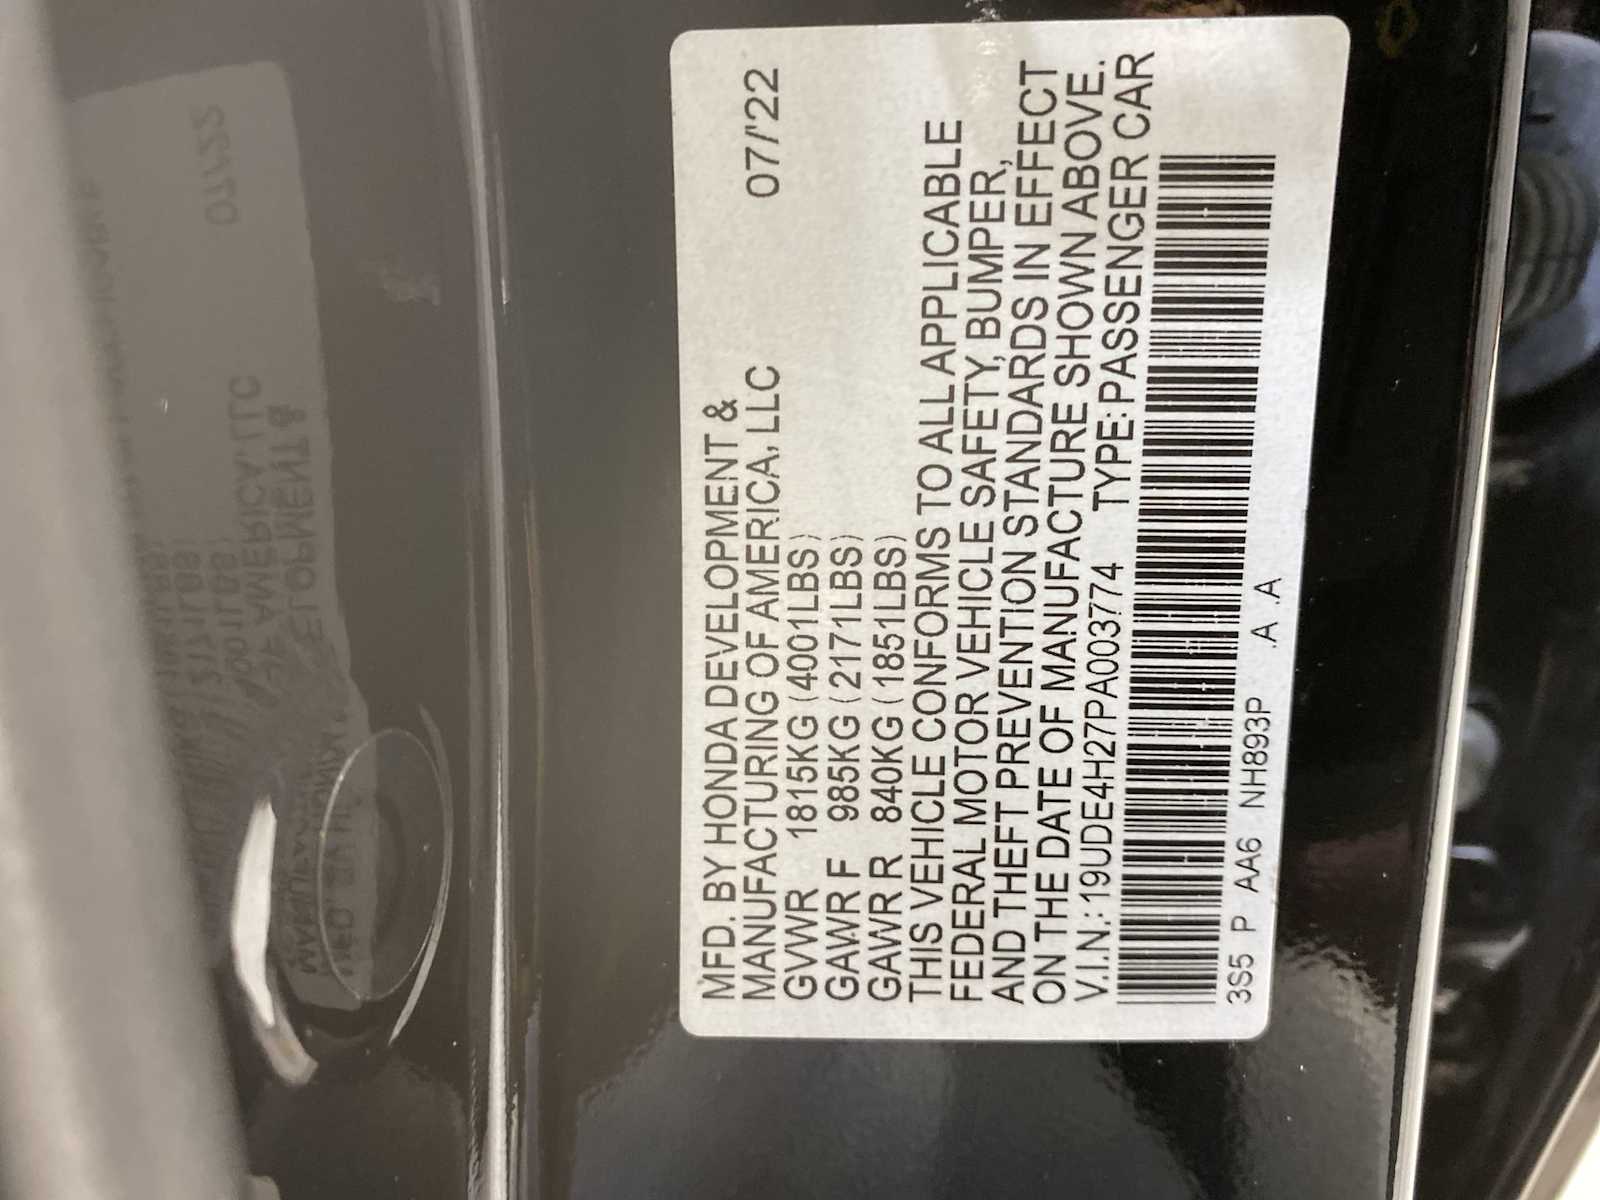 MFD. BY HONDA DEVELOPMENT &
MANUFACTURING OF AMERICA, LLC 07/'22
GVWR 1815KG (4001LBS)
GAWR F 985KG (2171LBS)
GAWR R 840KG (1851LBS)
THIS VEHICLE CONFORMS TO ALL APPLICABLE
FEDERAL MOTOR VEHICLE SAFETY, BUMPER,
AND THEFT PREVENTION STANDARDS IN EFFECT
ON THE DATE OF MANUFACTURE SHOWN ABOVE.
V.I.N.: 19UDE4H27PA003774 TYPE: PASSENGER CAR
3S5 P AA6 NH893P .A .A